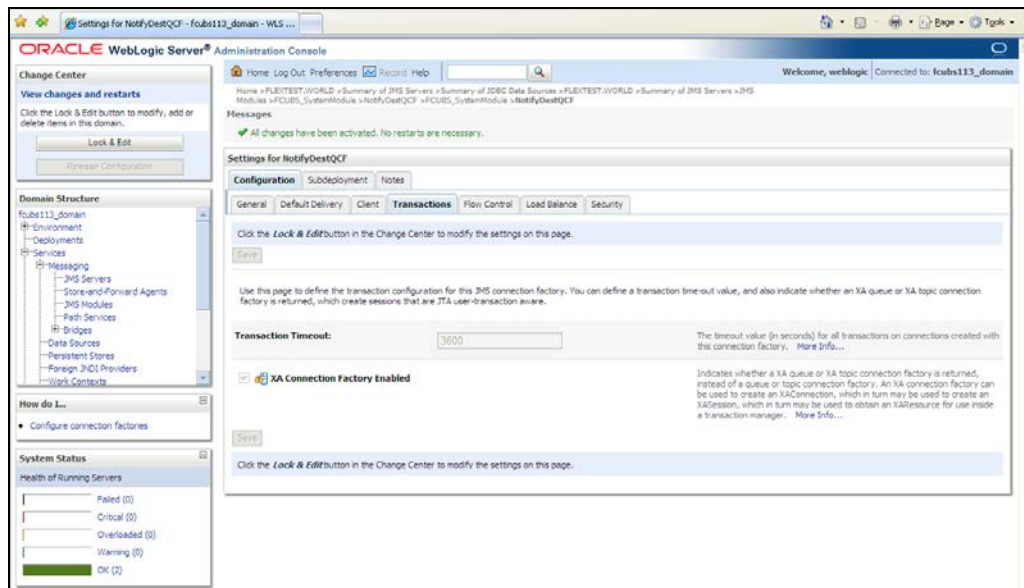 Settings for NotifyDestQCF - fcubs113_domain - WLS ...
Page
Tools
ORACLE WebLogic Server® Administration Console
Change Center
View changes and restarts
Click the Lock & Edit button to modify, add or
delete items in this domain.
Lock & Edit
Release Configuration
Domain Structure
fcubs113_domain
Environment
Deployments
Services
Messaging
JMS Servers
Store-and-Forward Agents
JMS Modules
Path Services
Bridges
Data Sources
Persistent Stores
Foreign JNDI Providers
Work Contexts
How do I...
Configure connection factories
System Status
Health of Running Servers
Failed (0)
Critical (0)
Overloaded (0)
Warning (0)
OK (2)
Home Log Out Preferences Record Help
Welcome, weblogic Connected to: fcubs113_domain
Home >FLEXTEST.WORLD >Summary of JMS Servers >Summary of JDBC Data Sources >FLEXTEST.WORLD >Summary of JMS Servers >JMS
Modules >FCUBS_SystemModule >NotifyDestQCF >FCUBS_SystemModule >NotifyDestQCF
Messages
All changes have been activated. No restarts are necessary.
Settings for NotifyDestQCF
Configuration Subdeployment Notes
General Default Delivery Client Transactions Flow Control Load Balance Security
Click the Lock & Edit button in the Change Center to modify the settings on this page.
Save
Use this page to define the transaction configuration for this JMS connection factory. You can define a transaction time-out value, and also indicate whether an XA queue or XA topic connection
factory is returned, which create sessions that are JTA user-transaction aware.
Transaction Timeout:
3600
The timeout value (in seconds) for all transactions on connections created with
this connection factory. More Info...
XA Connection Factory Enabled
Indicates whether a XA queue or XA topic connection factory is returned,
instead of a queue or topic connection factory. An XA connection factory can
be used to create an XAConnection, which in turn may be used to create an
XASession, which in turn may be used to obtain an XAResource for use inside
a transaction manager. More Info...
Save
Click the Lock & Edit button in the Change Center to modify the settings on this page.